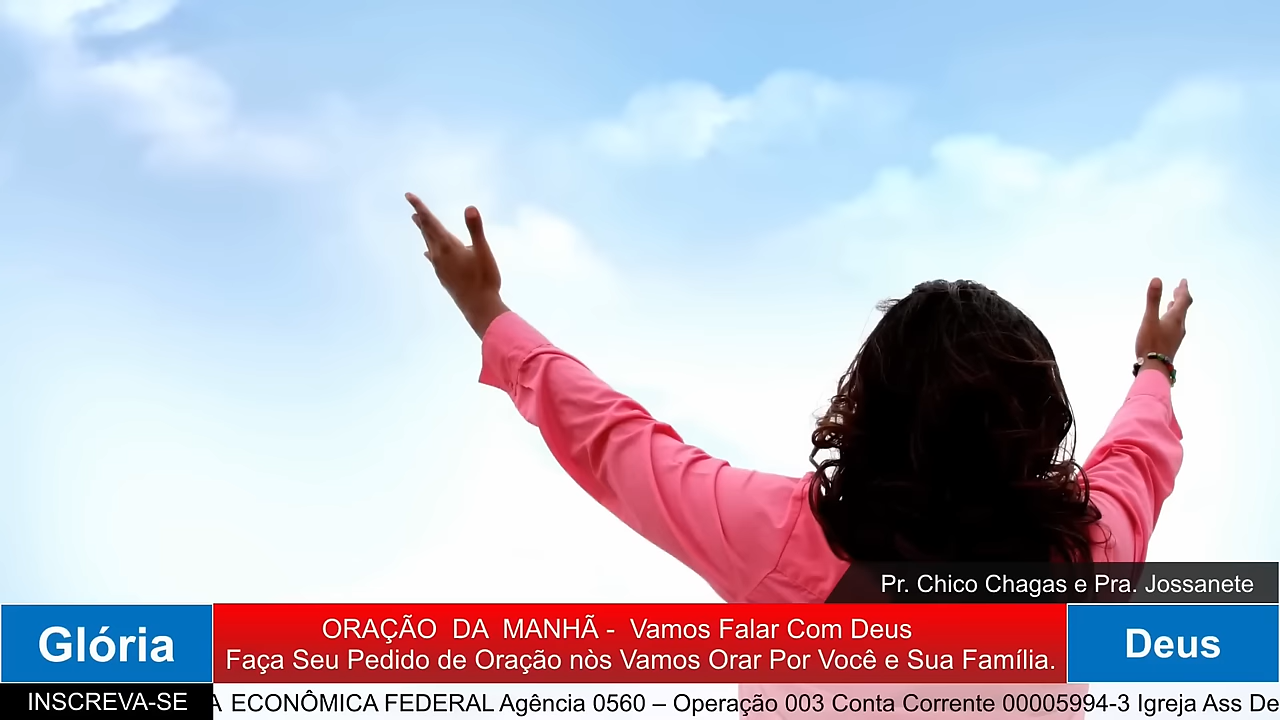 Pr. Chico Chagas e Pra. Jossanete
Glória
ORAÇÃO DA MANHÃ - Vamos Falar Com Deus
Faça Seu Pedido de Oração nòs Vamos Orar Por Você e Sua Família.
Deus
INSCREVA-SE
A ECONÔMICA FEDERAL Agência 0560 – Operação 003 Conta Corrente 00005994-3 Igreja Ass De